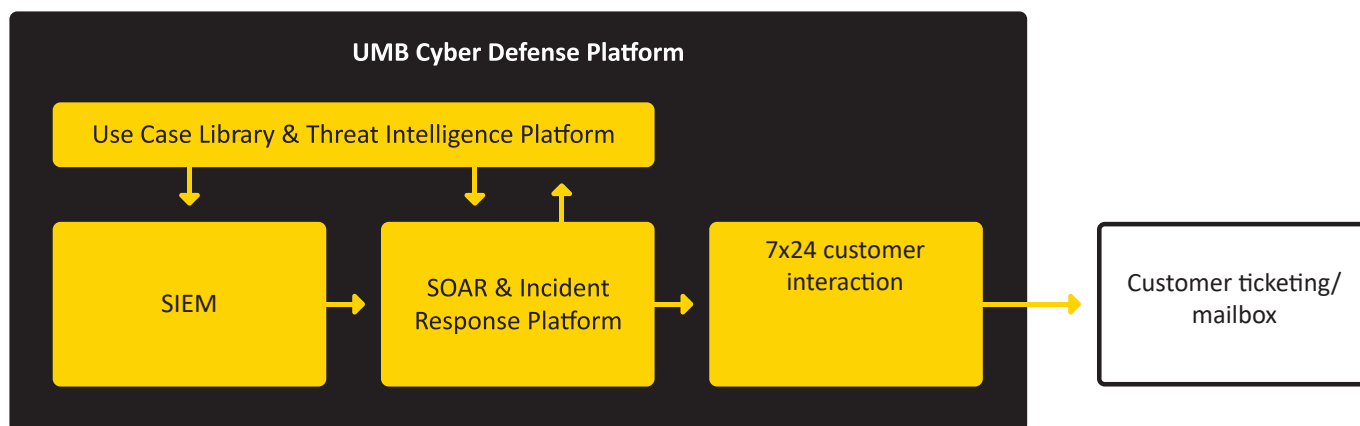 UMB Cyber Defense Platform
Use Case Library & Threat Intelligence Platform
SIEM
SOAR & Incident
Response Platform
7x24 customer
interaction
Customer ticketing/
mailbox